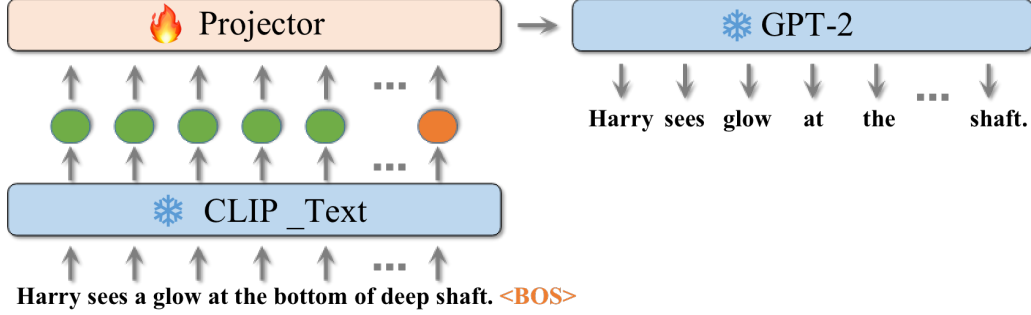 Projector
GPT-2
Harry sees glow at the ... shaft.
...
...
CLIP _Text
...
Harry sees a glow at the bottom of deep shaft. <BOS>